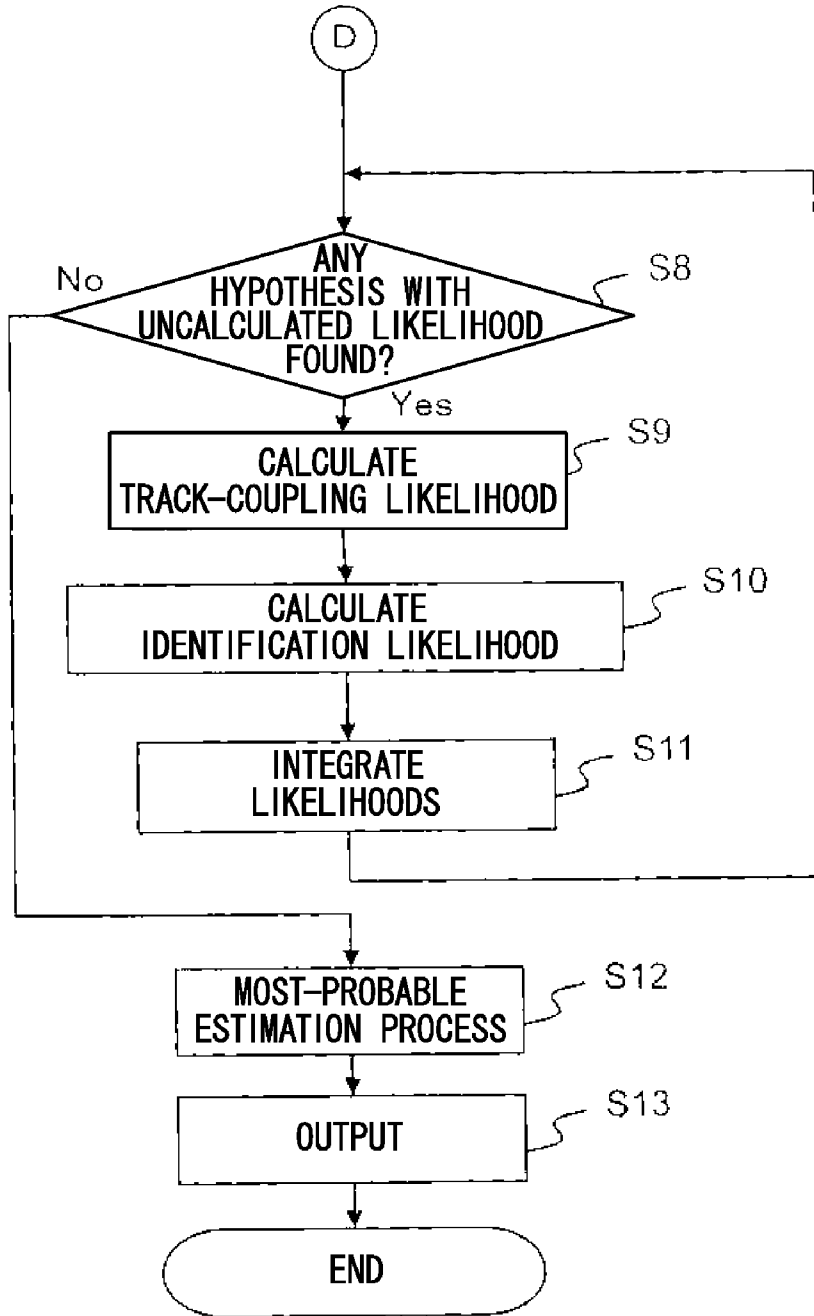 D
No
ANY
HYPOTHESIS WITH
UNCALCULATED LIKELIHOOD
FOUND?
S8
Yes
CALCULATE
TRACK-COUPLING LIKELIHOOD
S9
CALCULATE
IDENTIFICATION LIKELIHOOD
S10
INTEGRATE
LIKELIHOODS
S11
MOST-PROBABLE
ESTIMATION PROCESS
S12
OUTPUT
S13
END